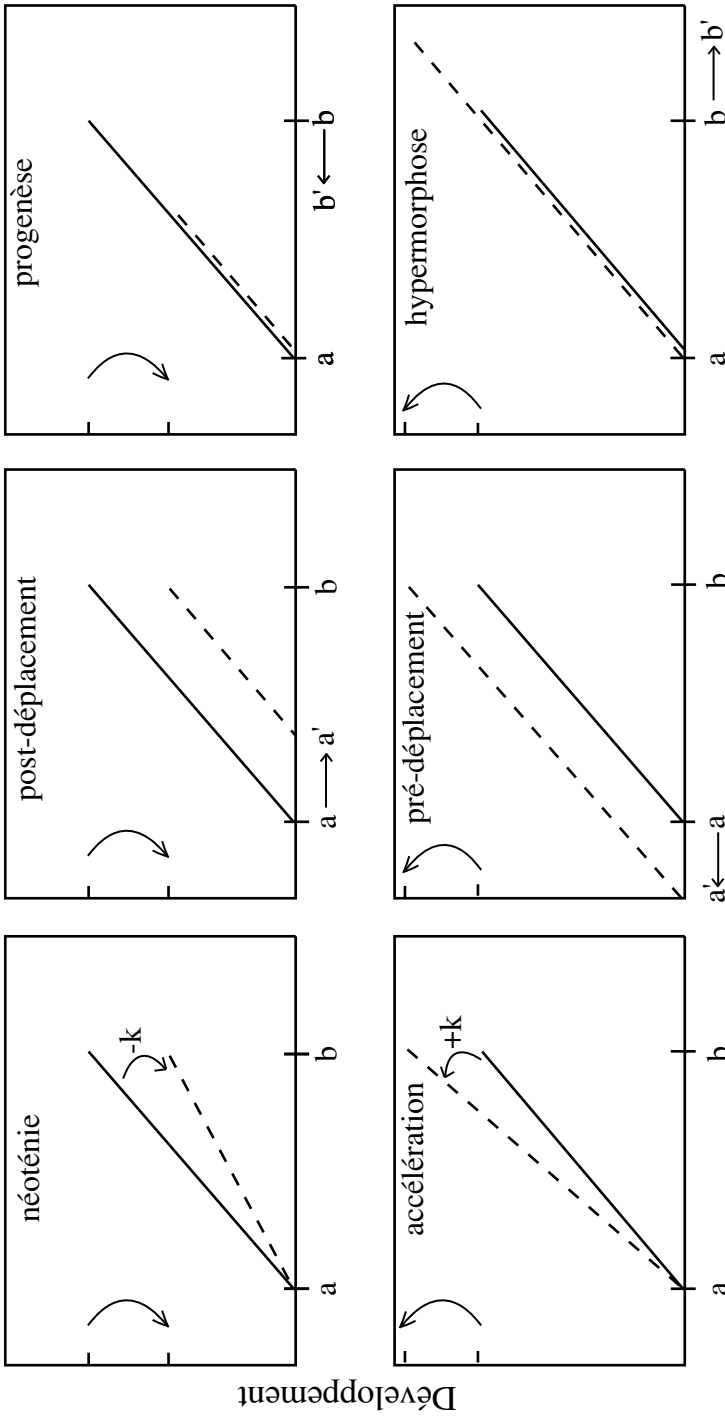 Développement
néoténie
-k
a
b
post-déplacement
a
a'
b
progenèse
a
b'
b
accélération
+k
a
b
pré-déplacement
a'
a
b
hypermorphose
a
b
b'